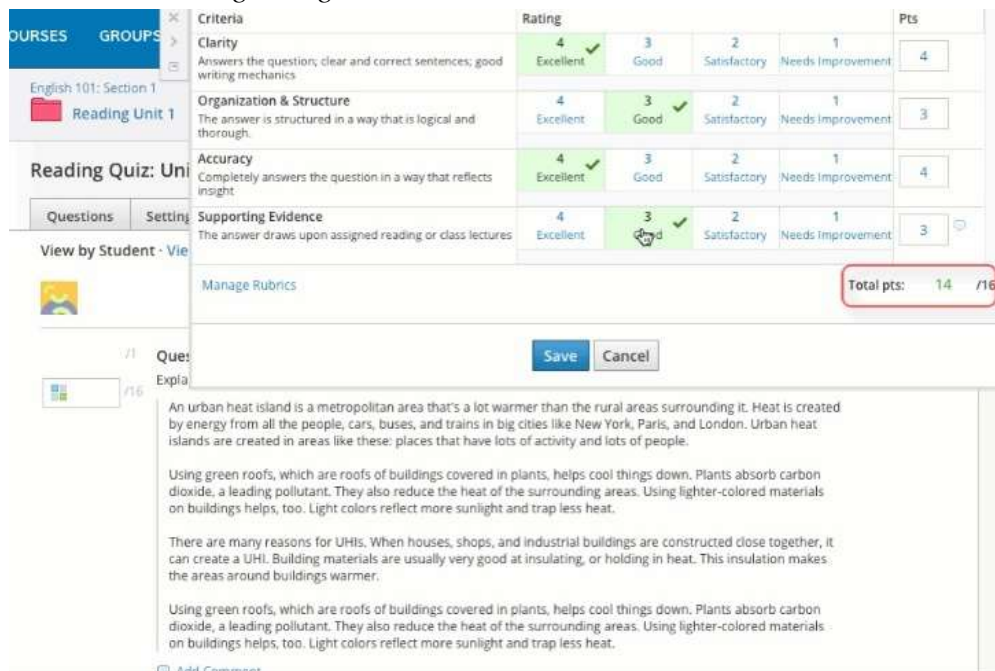 Criteria Rating Pts
OURSES GROUPS
Clarity
Answers the question; clear and correct sentences; good
writing mechanics
4 Excellent
3 Good
2 Satisfactory
1 Needs Improvement
4
English 101: Section 1
Reading Unit 1
Organization & Structure
The answer is structured in a way that is logical and
thorough.
4 Excellent
3 Good
2 Satisfactory
1 Needs Improvement
3
Reading Quiz: Uni
Accuracy
Completely answers the question in a way that reflects
insight
4 Excellent
3 Good
2 Satisfactory
1 Needs Improvement
4
Questions Setting
Supporting Evidence
The answer draws upon assigned reading or class lectures
4 Excellent
3
2 Satisfactory
1 Needs Improvement
3
View by Student · Vie
Manage Rubrics
Total pts: 14 /16
Save Cancel
/1 Ques
/16 Expla
An urban heat island is a metropolitan area that's a lot warmer than the rural areas surrounding it. Heat is created
by energy from all the people, cars, buses, and trains in big cities like New York, Paris, and London. Urban heat
islands are created in areas like these: places that have lots of activity and lots of people.
Using green roofs, which are roofs of buildings covered in plants, helps cool things down. Plants absorb carbon
dioxide, a leading pollutant. They also reduce the heat of the surrounding areas. Using lighter-colored materials
on buildings helps, too. Light colors reflect more sunlight and trap less heat.
There are many reasons for UHIs. When houses, shops, and industrial buildings are constructed close together, it
can create a UHI. Building materials are usually very good at insulating, or holding in heat. This insulation makes
the areas around buildings warmer.
Using green roofs, which are roofs of buildings covered in plants, helps cool things down. Plants absorb carbon
dioxide, a leading pollutant. They also reduce the heat of the surrounding areas. Using lighter-colored materials
on buildings helps, too. Light colors reflect more sunlight and trap less heat.